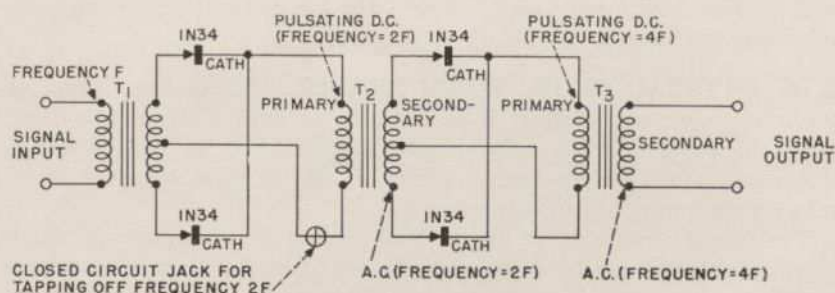 PULSATING D.C.
(FREQUENCY=2F)
PULSATING D.C.
(FREQUENCY=4F)
1N34
CATH
1N34
CATH
FREQUENCY F
T1
T2
T3
PRIMARY
SECOND-
ARY
PRIMARY
SECONDARY
SIGNAL
INPUT
SIGNAL
OUTPUT
1N34
CATH
1N34
CATH
CLOSED CIRCUIT JACK FOR
TAPPING OFF FREQUENCY 2F
A.C.(FREQUENCY=2F)
A.C.(FREQUENCY=4F)